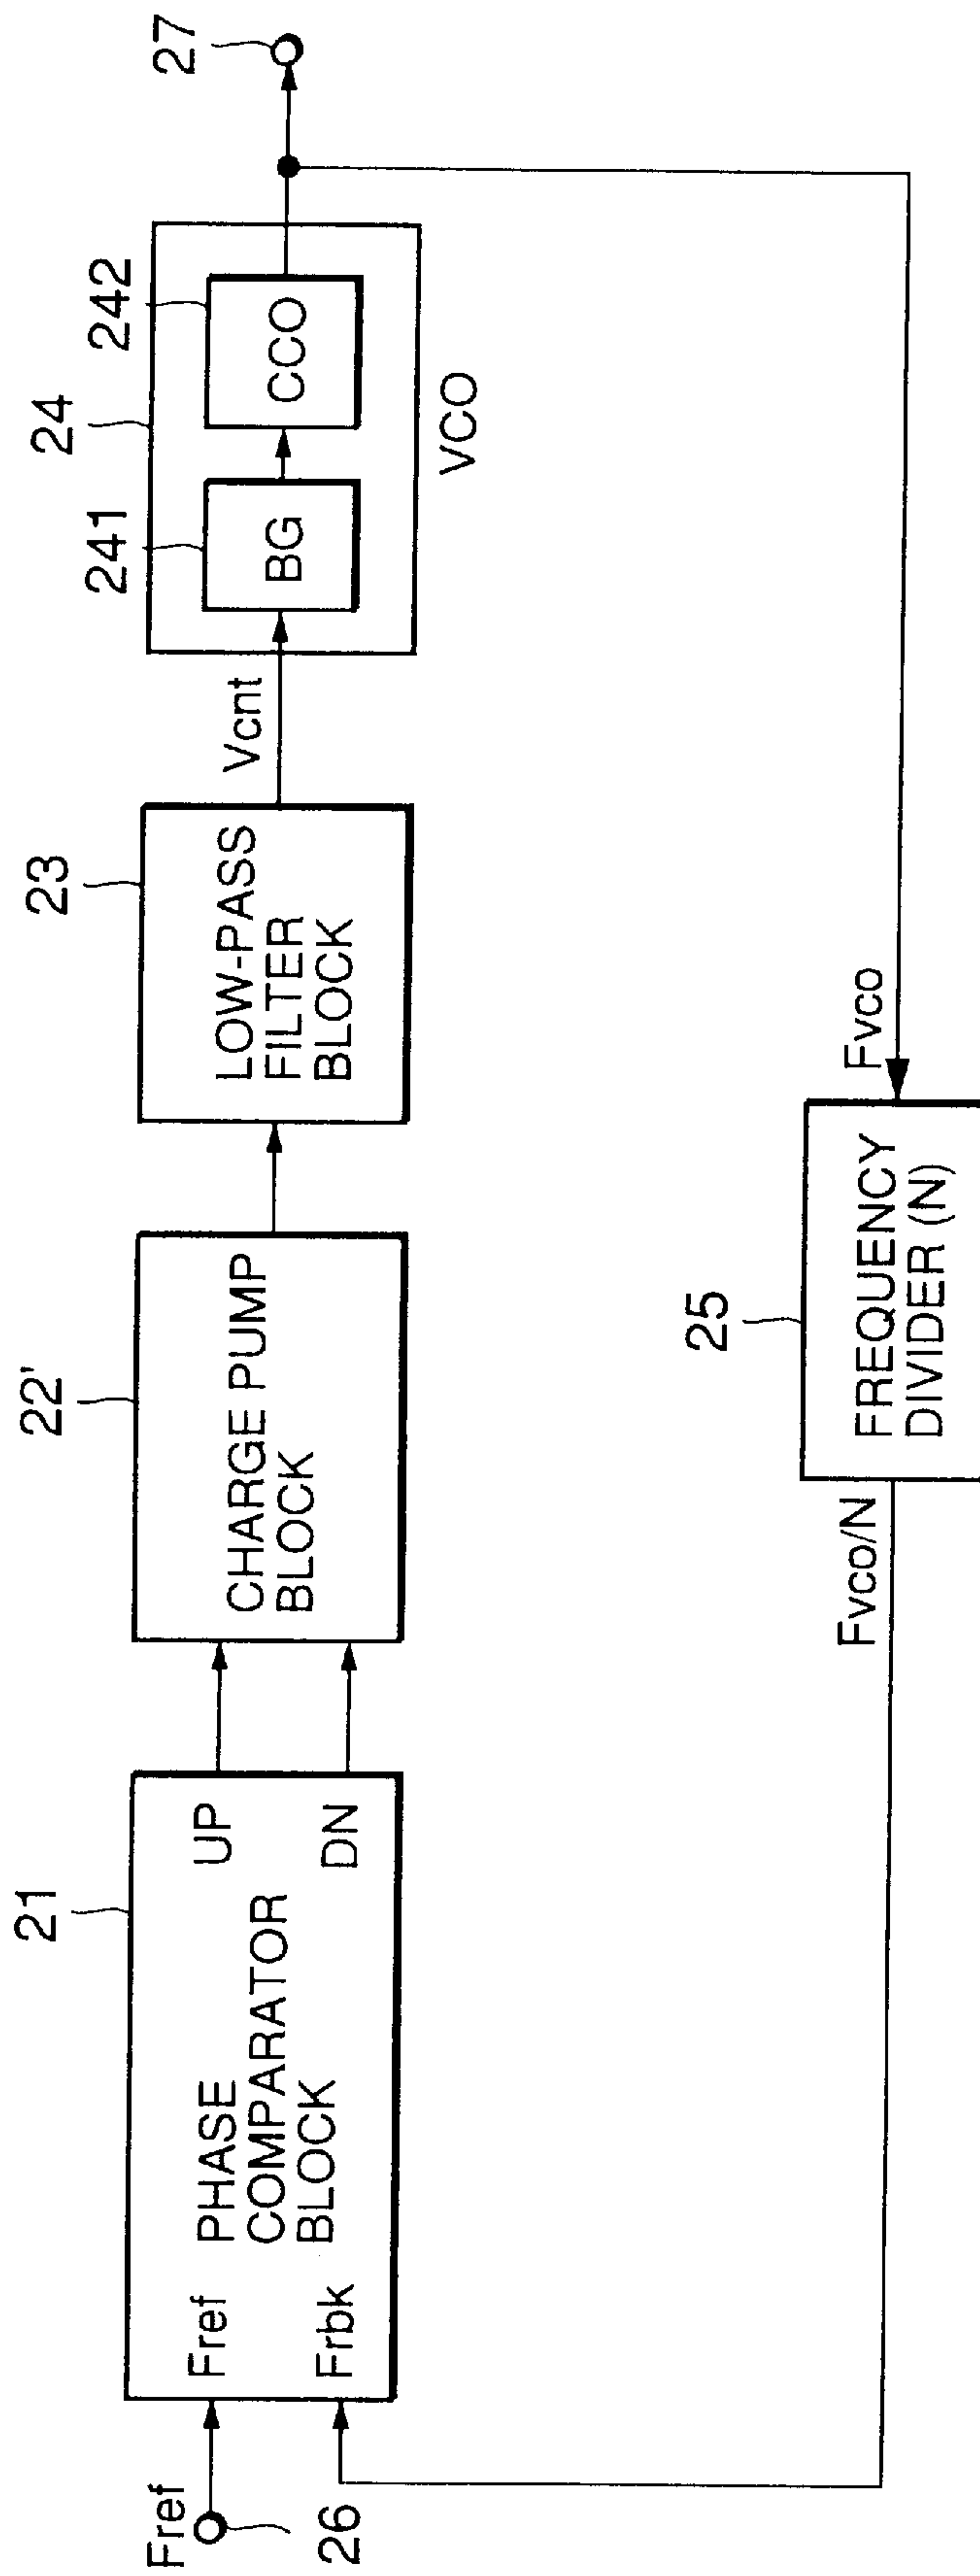 Fref
26
21
Fref
PHASE
COMPARATOR
BLOCK
Frbk
UP
DN
22'
CHARGE PUMP
BLOCK
23
LOW-PASS
FILTER
BLOCK
Vcnt
24
241
BG
242
CCO
VCO
27
Fvco
25
FREQUENCY
DIVIDER (N)
Fvco/N